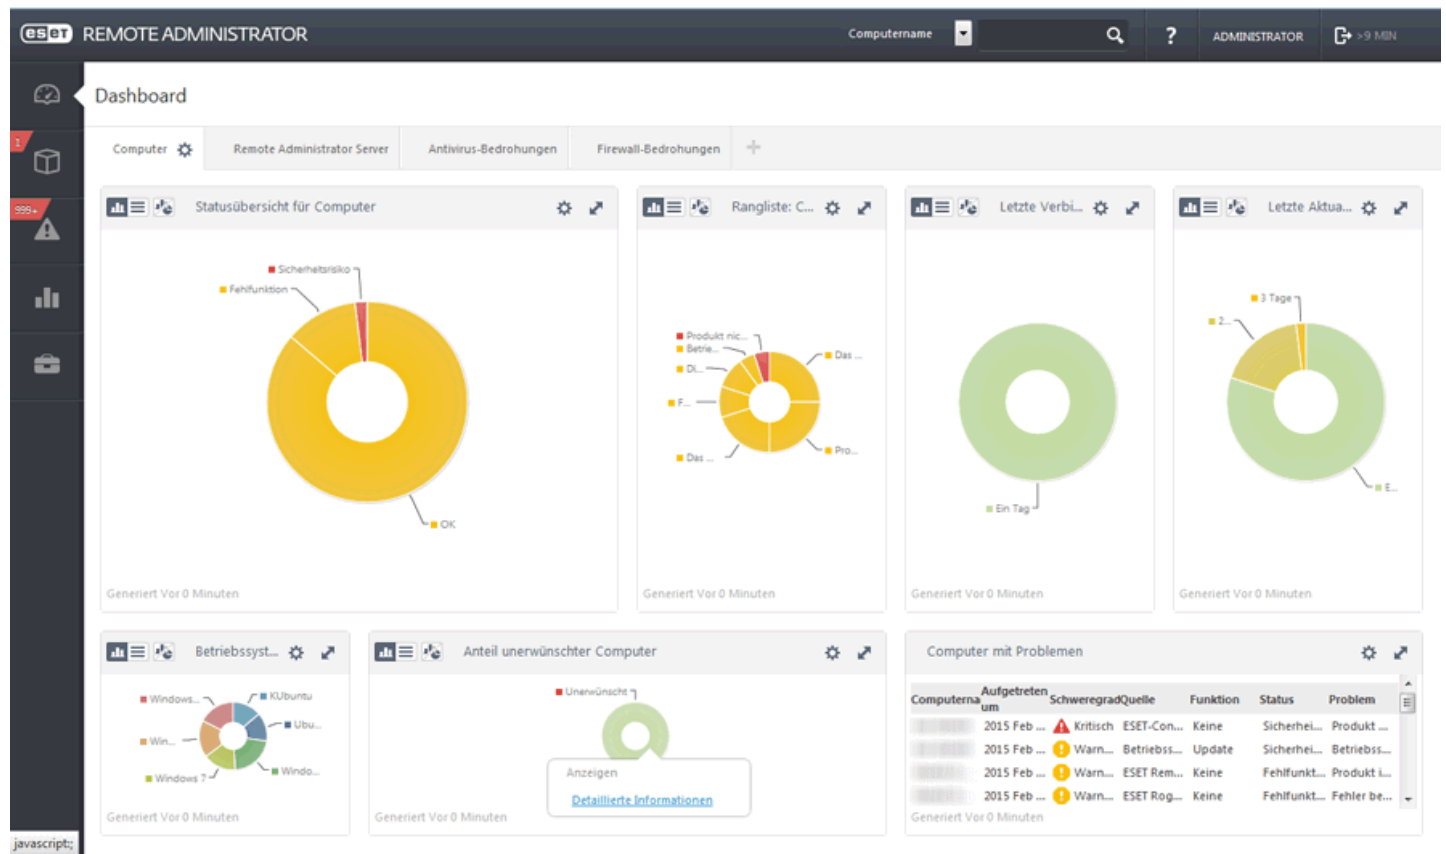 eset REMOTE ADMINISTRATOR
Computername
?
ADMINISTRATOR
>9 MIN
Dashboard
1
999+
Computer
Remote Administrator Server
Antivirus-Bedrohungen
Firewall-Bedrohungen
Statusübersicht für Computer
Sicherheitsrisiko
Fehlfunktion
OK
Generiert Vor 0 Minuten
Rangliste: C...
Produkt nic...
Betrie...
Di...
F...
Das ...
Das ...
Pro...
Generiert Vor 0 Minuten
Letzte Verbi...
Ein Tag
Generiert Vor 0 Minuten
Letzte Aktua...
3 Tage
2...
E...
Generiert Vor 0 Minuten
Betriebssyst...
Windows...
KUbuntu
Ubu...
Win...
Windo...
Windows 7
Generiert Vor 0 Minuten
Anteil unerwünschter Computer
Unerwünscht
Anzeigen
Detaillierte Informationen
Generiert Vor 0 Minuten
Computer mit Problemen
Computerna Aufgetreten um Schweregrad Quelle Funktion Status Problem
2015 Feb ... Kritisch ESET-Con... Keine Sicherhei... Produkt ...
2015 Feb ... Warn... Betriebss... Update Sicherhei... Betriebss...
2015 Feb ... Warn... ESET Rem... Keine Fehlfunkt... Produkt i...
2015 Feb ... Warn... ESET Rog... Keine Fehlfunkt... Fehler be...
Generiert Vor 0 Minuten
javascript:;